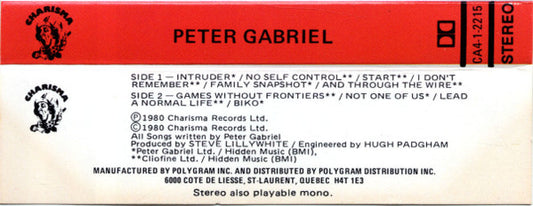 CHARISMA
PETER GABRIEL
CA4-1-2215
STEREO
CHARISMA
SIDE 1 — INTRUDER* / NO SELF CONTROL** / START** / I DON'T
REMEMBER** / FAMILY SNAPSHOT* / AND THROUGH THE WIRE**
SIDE 2 — GAMES WITHOUT FRONTIERS** / NOT ONE OF US* / LEAD
A NORMAL LIFE** / BIKO*
Ⓟ1980 Charisma Records Ltd.
©1980 Charisma Records Ltd.
All Songs written by Peter Gabriel
Produced by STEVE LILLYWHITE / Engineered by HUGH PADGHAM
*Peter Gabriel Ltd. / Hidden Music (BMI),
**Cliofine Ltd. / Hidden Music (BMI)
MANUFACTURED BY POLYGRAM INC. AND DISTRIBUTED BY POLYGRAM DISTRIBUTION INC.
6000 COTE DE LIESSE, ST-LAURENT, QUEBEC H4T 1E3
Stereo also playable mono.